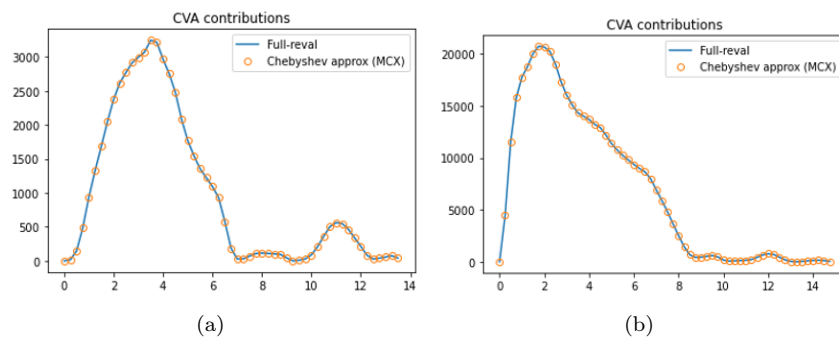 CVA contributions
Full-reval
Chebyshev approx (MCX)
3000
2500
2000
1500
1000
500
0
0 2 4 6 8 10 12 14
(a)
CVA contributions
Full-reval
Chebyshev approx (MCX)
20000
15000
10000
5000
0
0 2 4 6 8 10 12 14
(b)